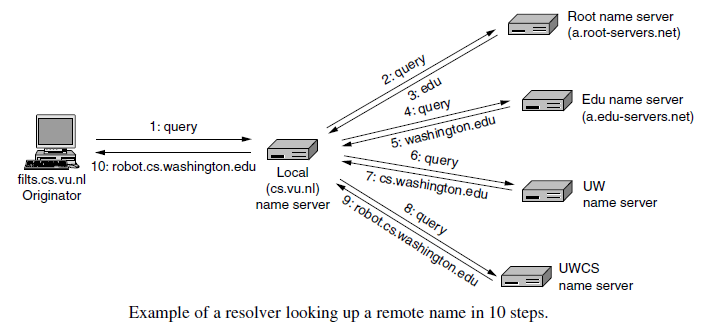 Root name server
(a.root-servers.net)
2: query
3: edu
4: query
Edu name server
(a.edu-servers.net)
1: query
5: washington.edu
6: query
10: robot.cs.washington.edu
filts.cs.vu.nl
Originator
Local
(cs.vu.nl)
name server
7: cs.washington.edu
UW
name server
8: query
9: robot.cs.washington.edu
UWCS
name server
Example of a resolver looking up a remote name in 10 steps.